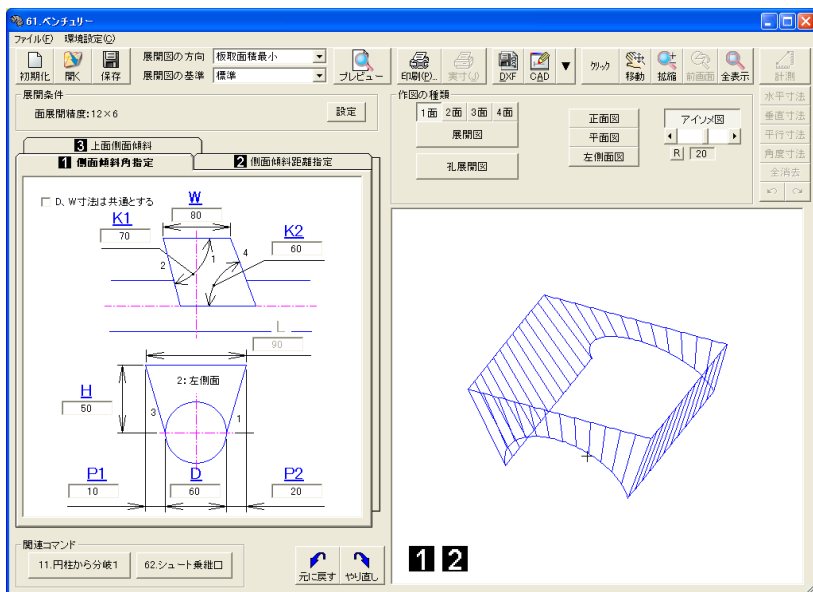 61.ベンチュリー
ファイル(F) 環境設定(C)
初期化 開く 保存
展開図の方向 板取面積最小
展開図の基準 標準
プレビュー 印刷(P)... 実寸(J) DXF CAD ▼ クリック 移動 拡縮 前画面 全表示 計測
展開条件
面展開精度:12×6 設定
作図の種類
1面 2面 3面 4面
展開図
孔展開図
正面図
平面図
左側面図
アイソメ図
R 20
水平寸法
垂直寸法
平行寸法
角度寸法
全消去
3 上面側面傾斜
1 側面傾斜角指定 2 側面傾斜距離指定
D、W寸法は共通とする
W
80
K1
70
K2
60
2 1 4
L
90
2:左側面
H
50
3 1
P1 D P2
10 60 20
関連コマンド
11.円柱から分岐1 62.シュート乗継口
元に戻す やり直し
1 2